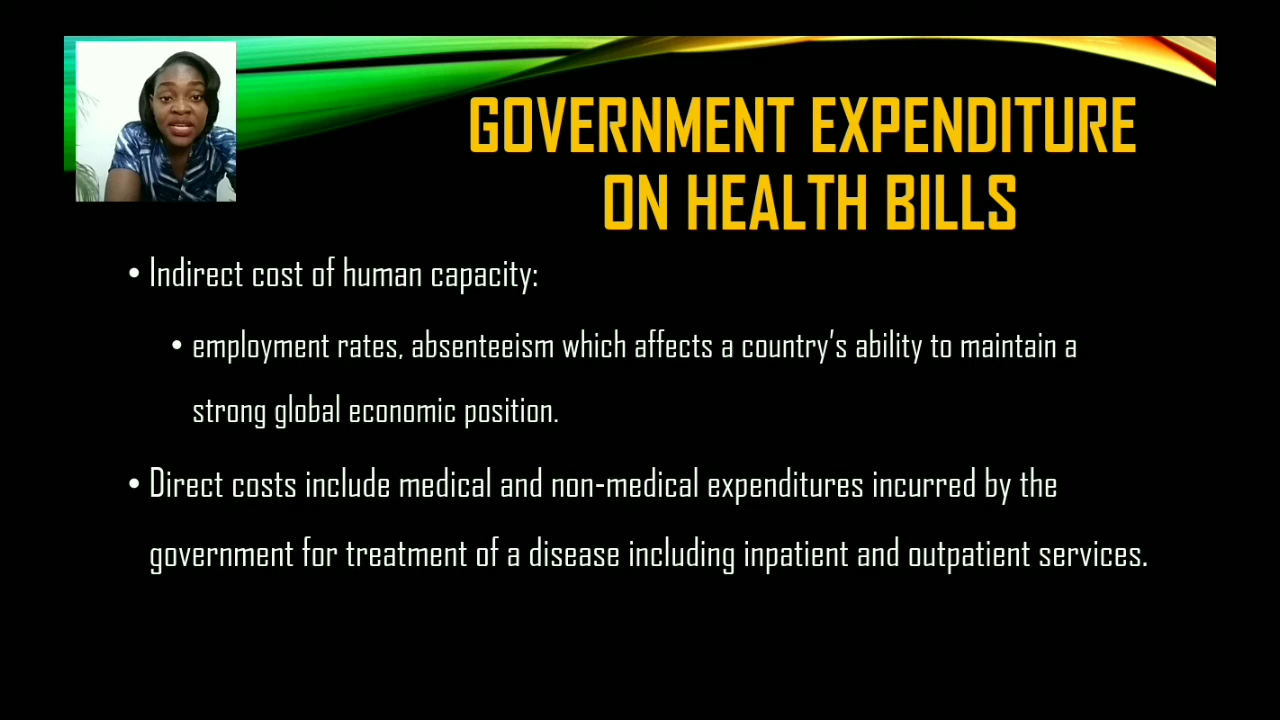 GOVERNMENT EXPENDITURE
ON HEALTH BILLS
• Indirect cost of human capacity:
• employment rates, absenteeism which affects a country's ability to maintain a
strong global economic position.
• Direct costs include medical and non-medical expenditures incurred by the
government for treatment of a disease including inpatient and outpatient services.